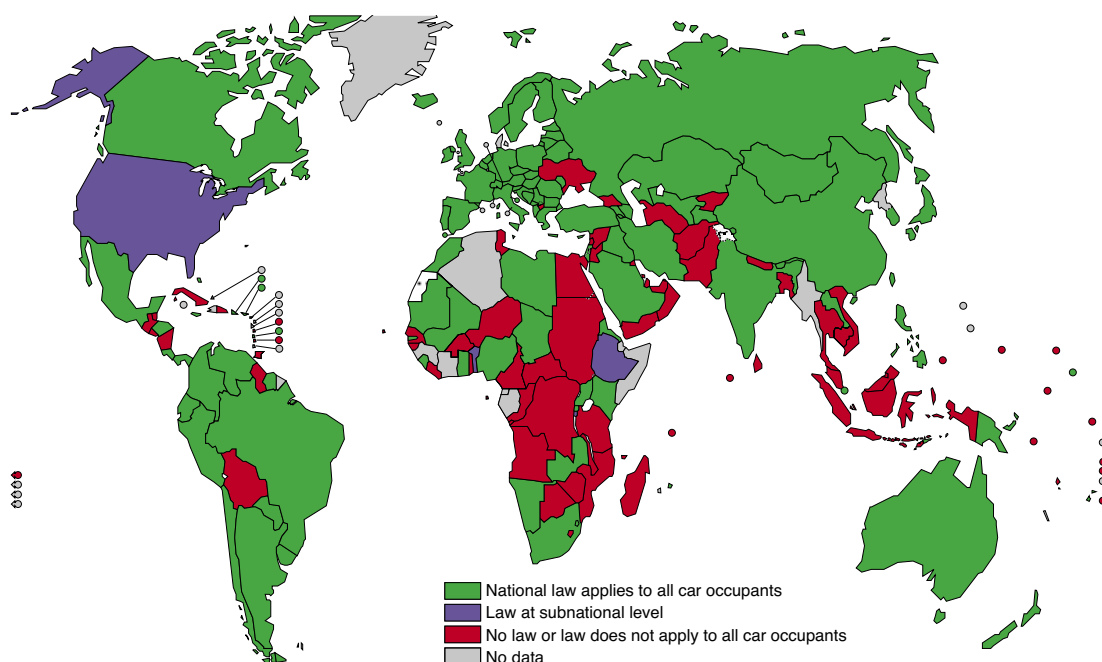 National law applies to all car occupants
Law at subnational level
No law or law does not apply to all car occupants
No data